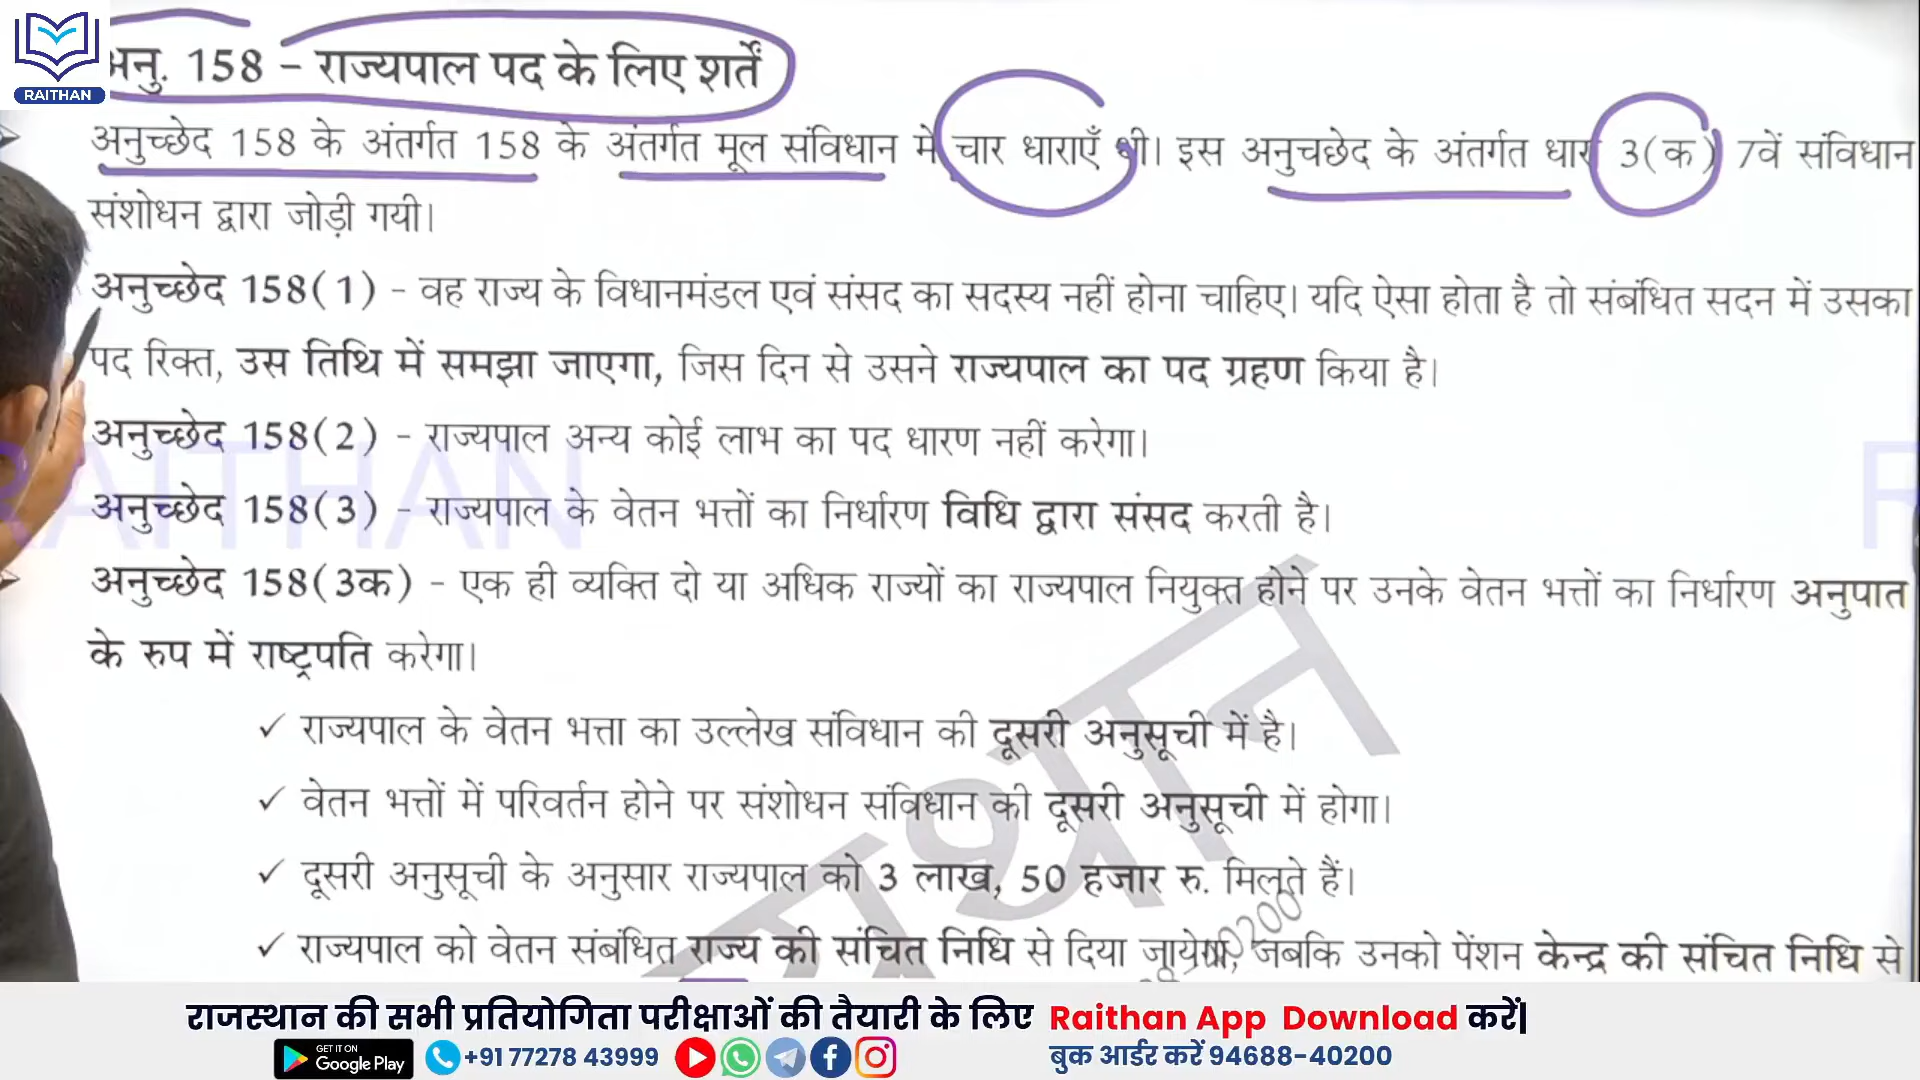 RAITHAN
अनु. 158 – राज्यपाल पद के लिए शर्तें
अनुच्छेद 158 के अंतर्गत 158 के अंतर्गत मूल संविधान में चार धाराएँ थी। इस अनुचछेद के अंतर्गत धारा 3(क) 7वें संविधान
संशोधन द्वारा जोड़ी गयी।
अनुच्छेद 158(1) – वह राज्य के विधानमंडल एवं संसद का सदस्य नहीं होना चाहिए। यदि ऐसा होता है तो संबंधित सदन में उसका
पद रिक्त, उस तिथि में समझा जाएगा, जिस दिन से उसने राज्यपाल का पद ग्रहण किया है।
अनुच्छेद 158(2) – राज्यपाल अन्य कोई लाभ का पद धारण नहीं करेगा।
अनुच्छेद 158(3) – राज्यपाल के वेतन भत्तों का निर्धारण विधि द्वारा संसद करती है।
अनुच्छेद 158(3क) – एक ही व्यक्ति दो या अधिक राज्यों का राज्यपाल नियुक्त होने पर उनके वेतन भत्तों का निर्धारण अनुपात
के रुप में राष्ट्रपति करेगा।
✓ राज्यपाल के वेतन भत्ता का उल्लेख संविधान की दूसरी अनुसूची में है।
✓ वेतन भत्तों में परिवर्तन होने पर संशोधन संविधान की दूसरी अनुसूची में होगा।
✓ दूसरी अनुसूची के अनुसार राज्यपाल को 3 लाख, 50 हजार रु. मिलते हैं।
✓ राज्यपाल को वेतन संबंधित राज्य की संचित निधि से दिया जायेगा, जबकि उनको पेंशन केन्द्र की संचित निधि से
RAITHAN
राजस्थान की सभी प्रतियोगिता परीक्षाओं की तैयारी के लिए Raithan App Download करें|
GET IT ON
Google Play
+91 77278 43999
बुक आर्डर करें 94688-40200